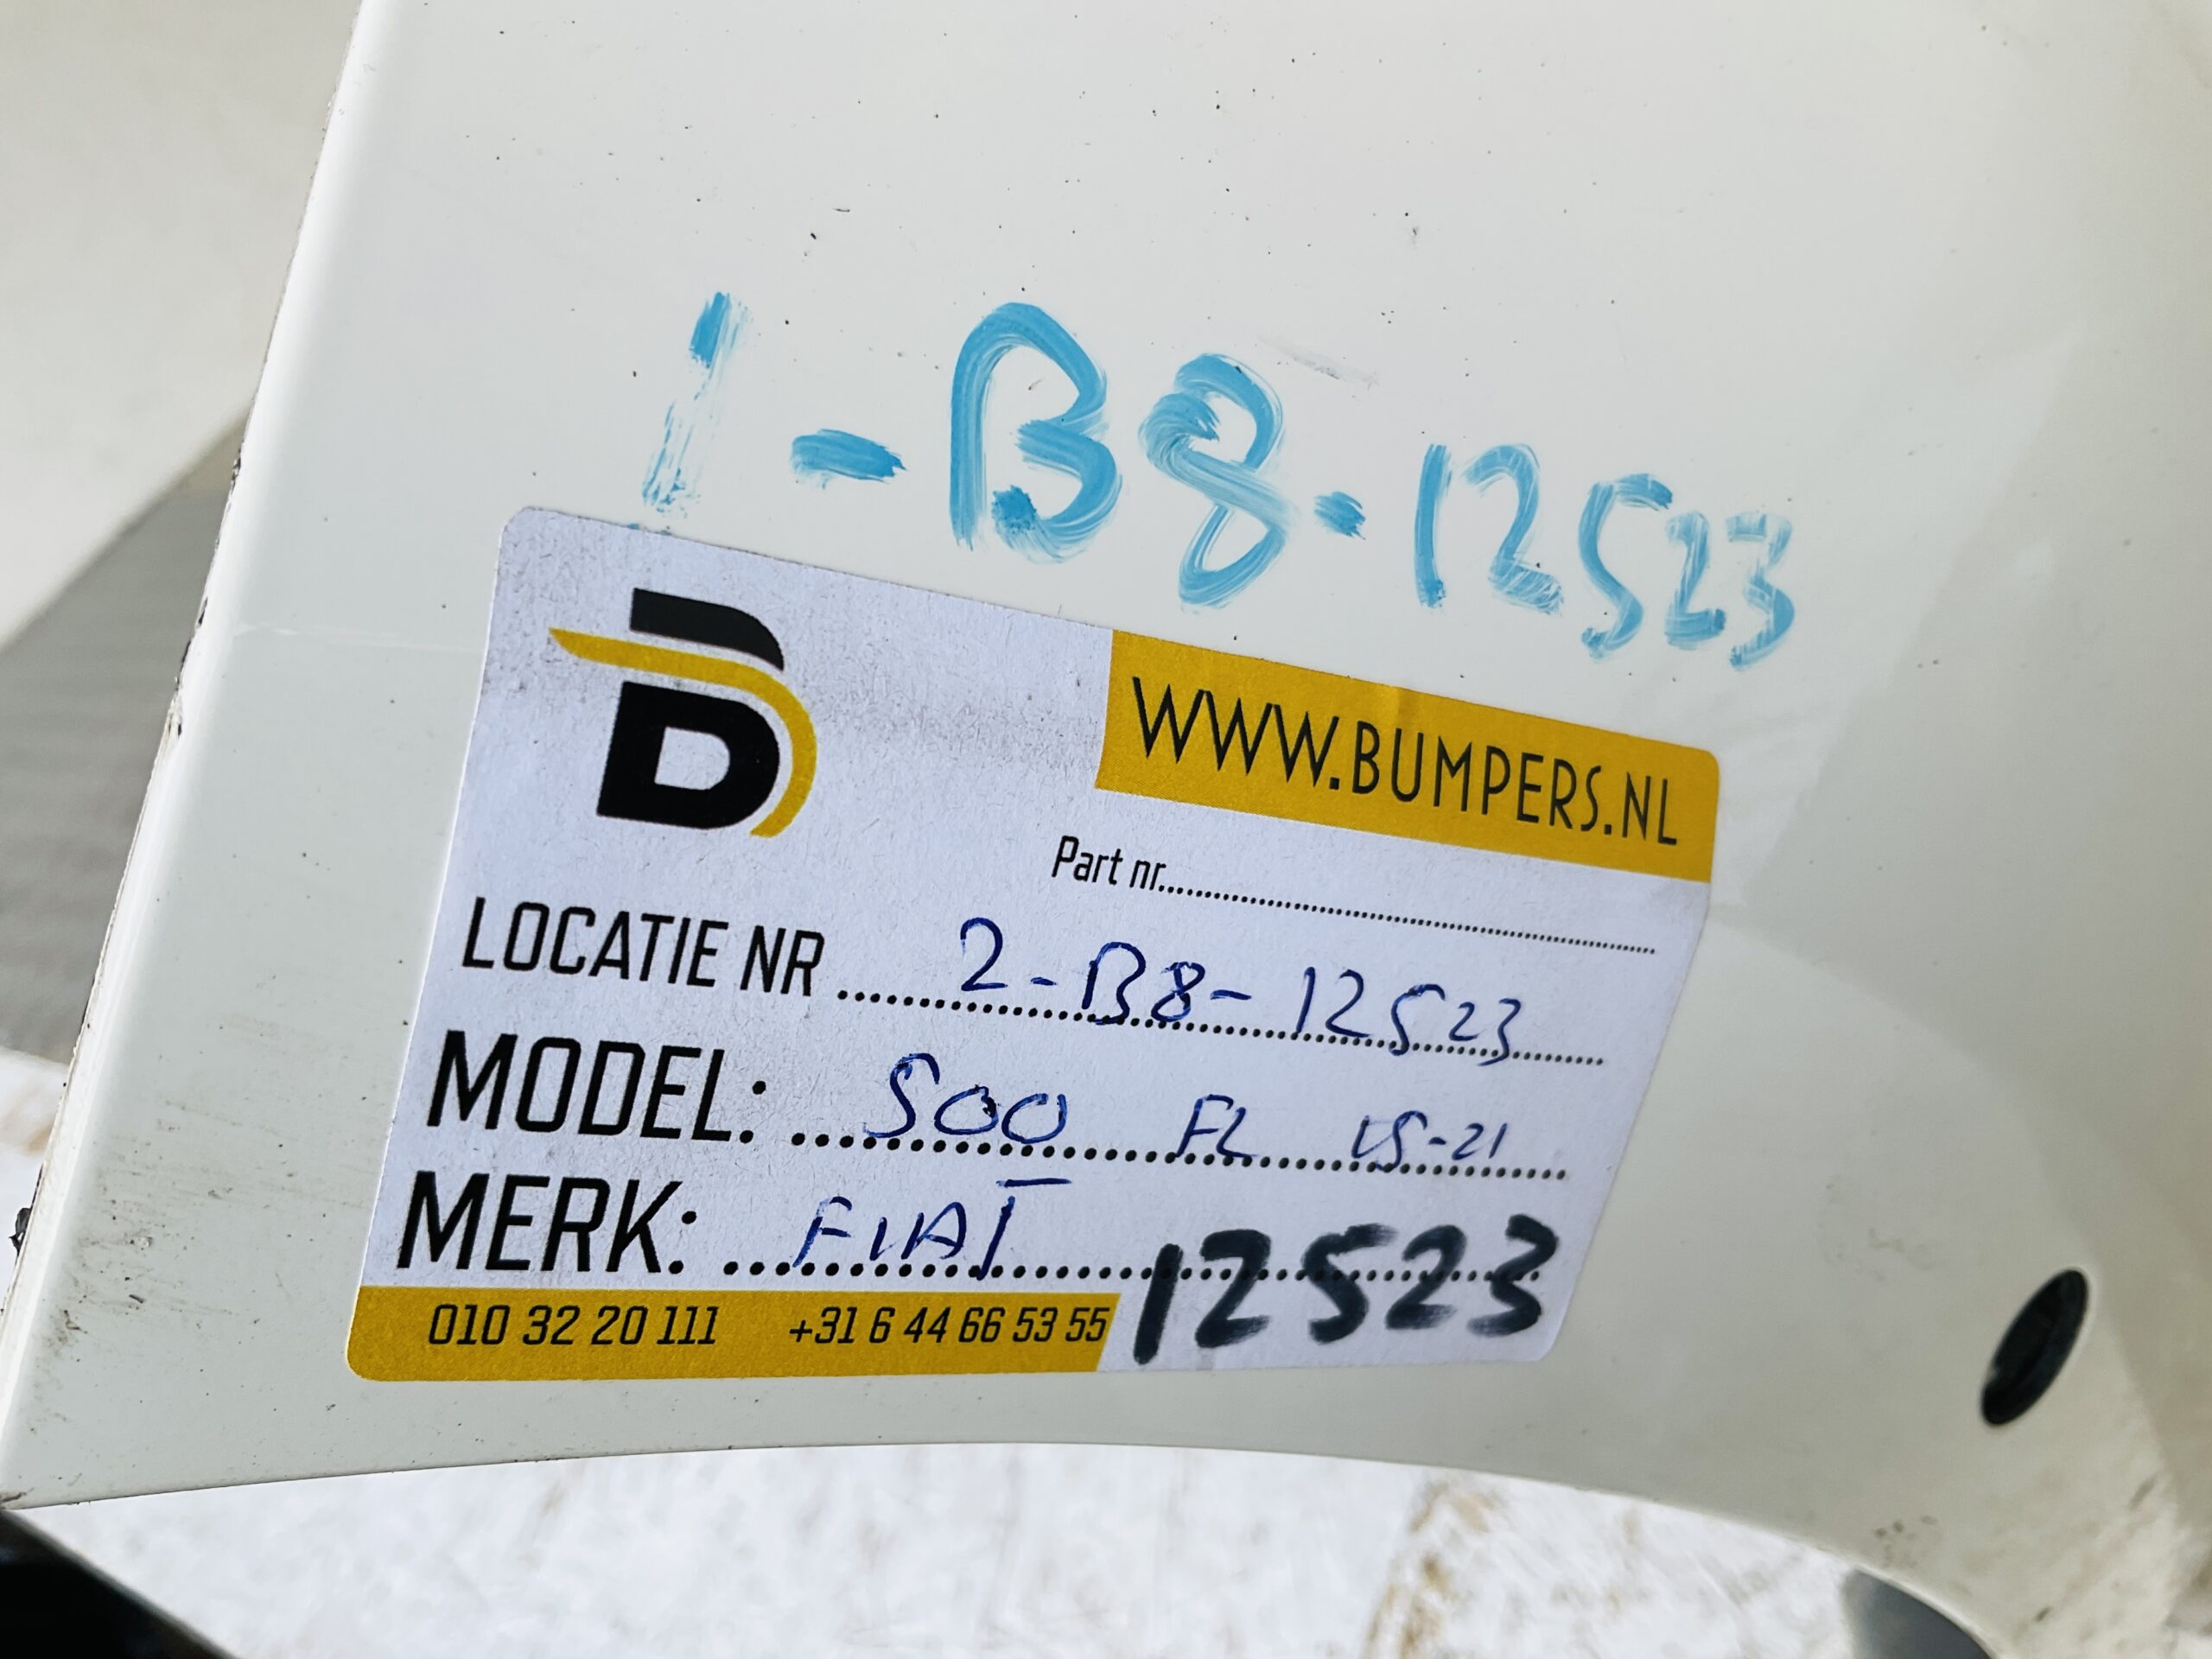 1-B8-12523
B
WWW.BUMPERS.NL
Part nr.
LOCATIE NR 2-B8-12523
MODEL: 500 FL 15-21
MERK: FIAT
12523
010 32 20 111 +31 6 44 66 53 55